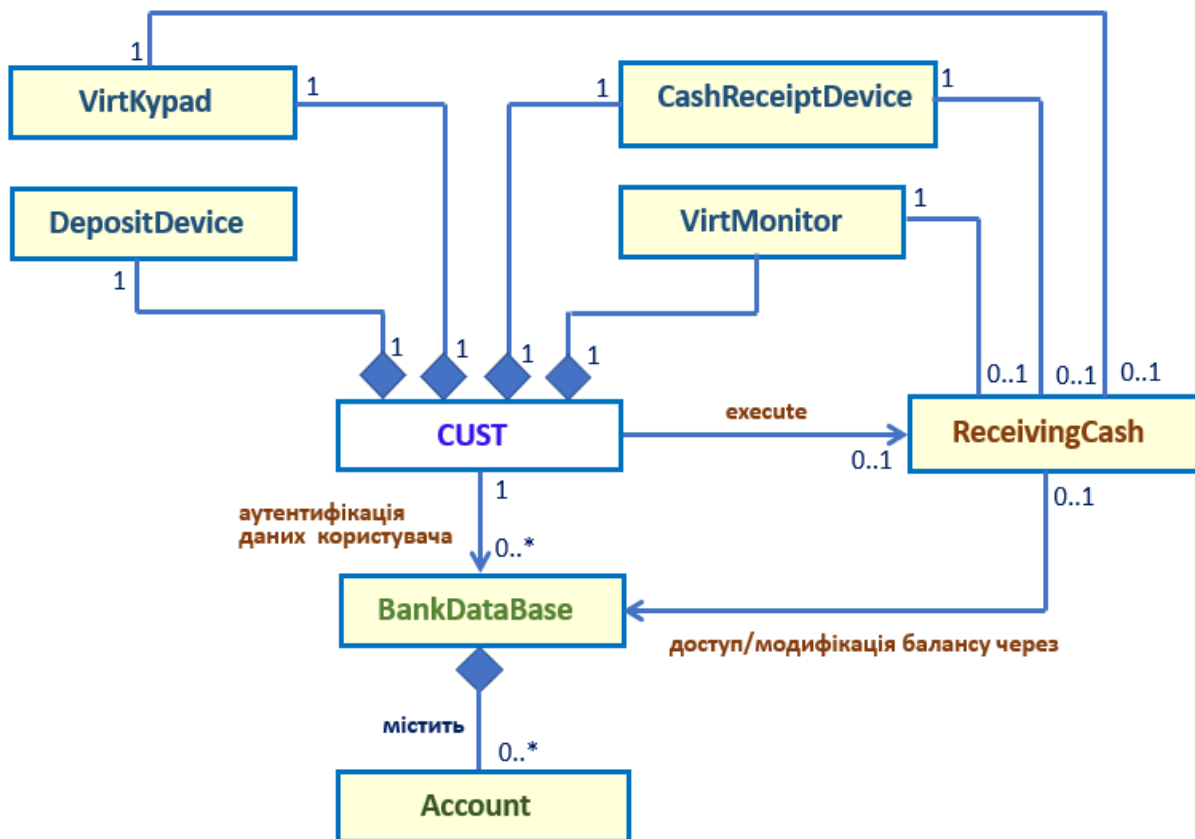 1
1
VirtKypad
1
1
CashReceiptDevice
1
DepositDevice
VirtMonitor
1
1
1
1
1
1
0..1
0..1
0..1
CUST
execute
ReceivingCash
0..1
1
0..1
аутентифікація
даних користувача
0..*
BankDataBase
доступ/модифікація балансу через
містить
0..*
Account